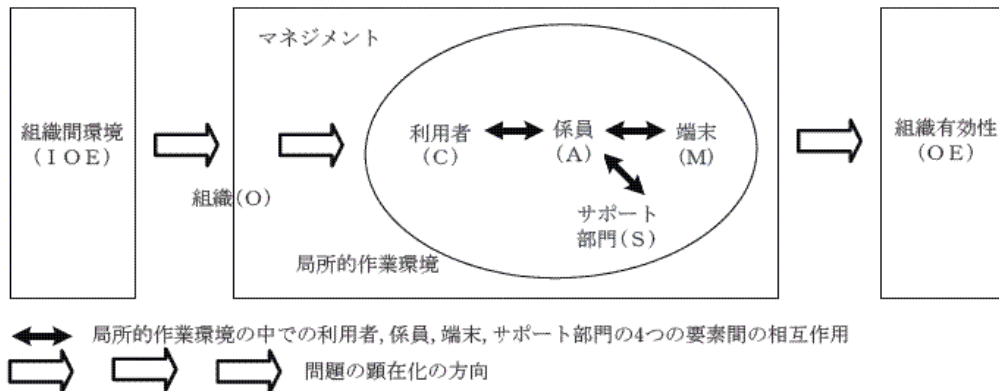 マネジメント
組織間環境
(ＩＯＥ)
組織(O)
利用者
(C)
係員
(A)
端末
(M)
サポート
部門(S)
局所的作業環境
組織有効性
(OE)
局所的作業環境の中での利用者,係員,端末,サポート部門の4つの要素間の相互作用
問題の顕在化の方向